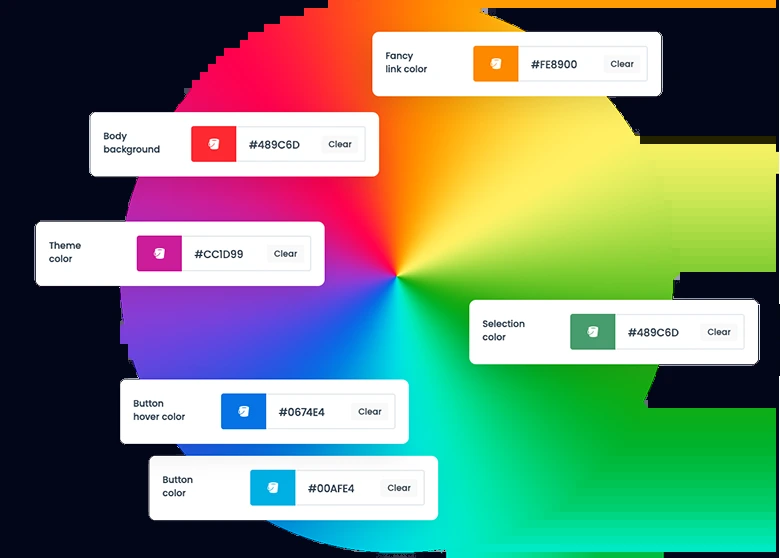 Fancy
link color
#FE8900
Clear
Body
background
#489C6D
Clear
Theme
color
#CC1D99
Clear
Selection
color
#489C6D
Clear
Button
hover color
#0674E4
Clear
Button
color
#00AFE4
Clear